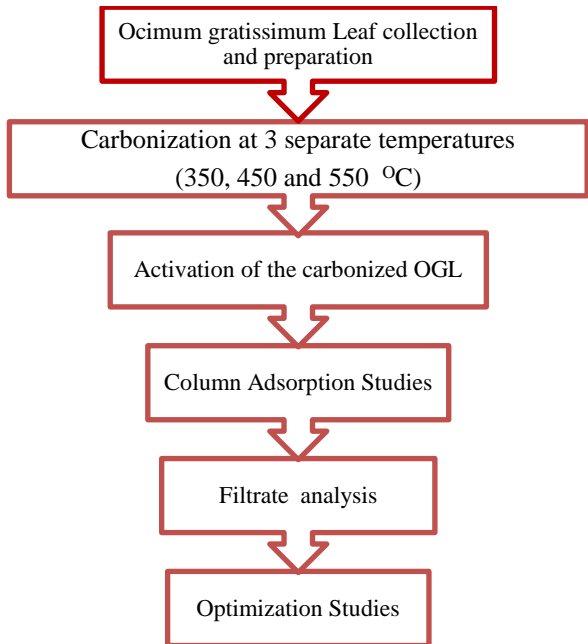 Ocimum gratissimum Leaf collection
and preparation
Carbonization at 3 separate temperatures
(350, 450 and 550 ᴼC)
Activation of the carbonized OGL
Column Adsorption Studies
Filtrate analysis
Optimization Studies